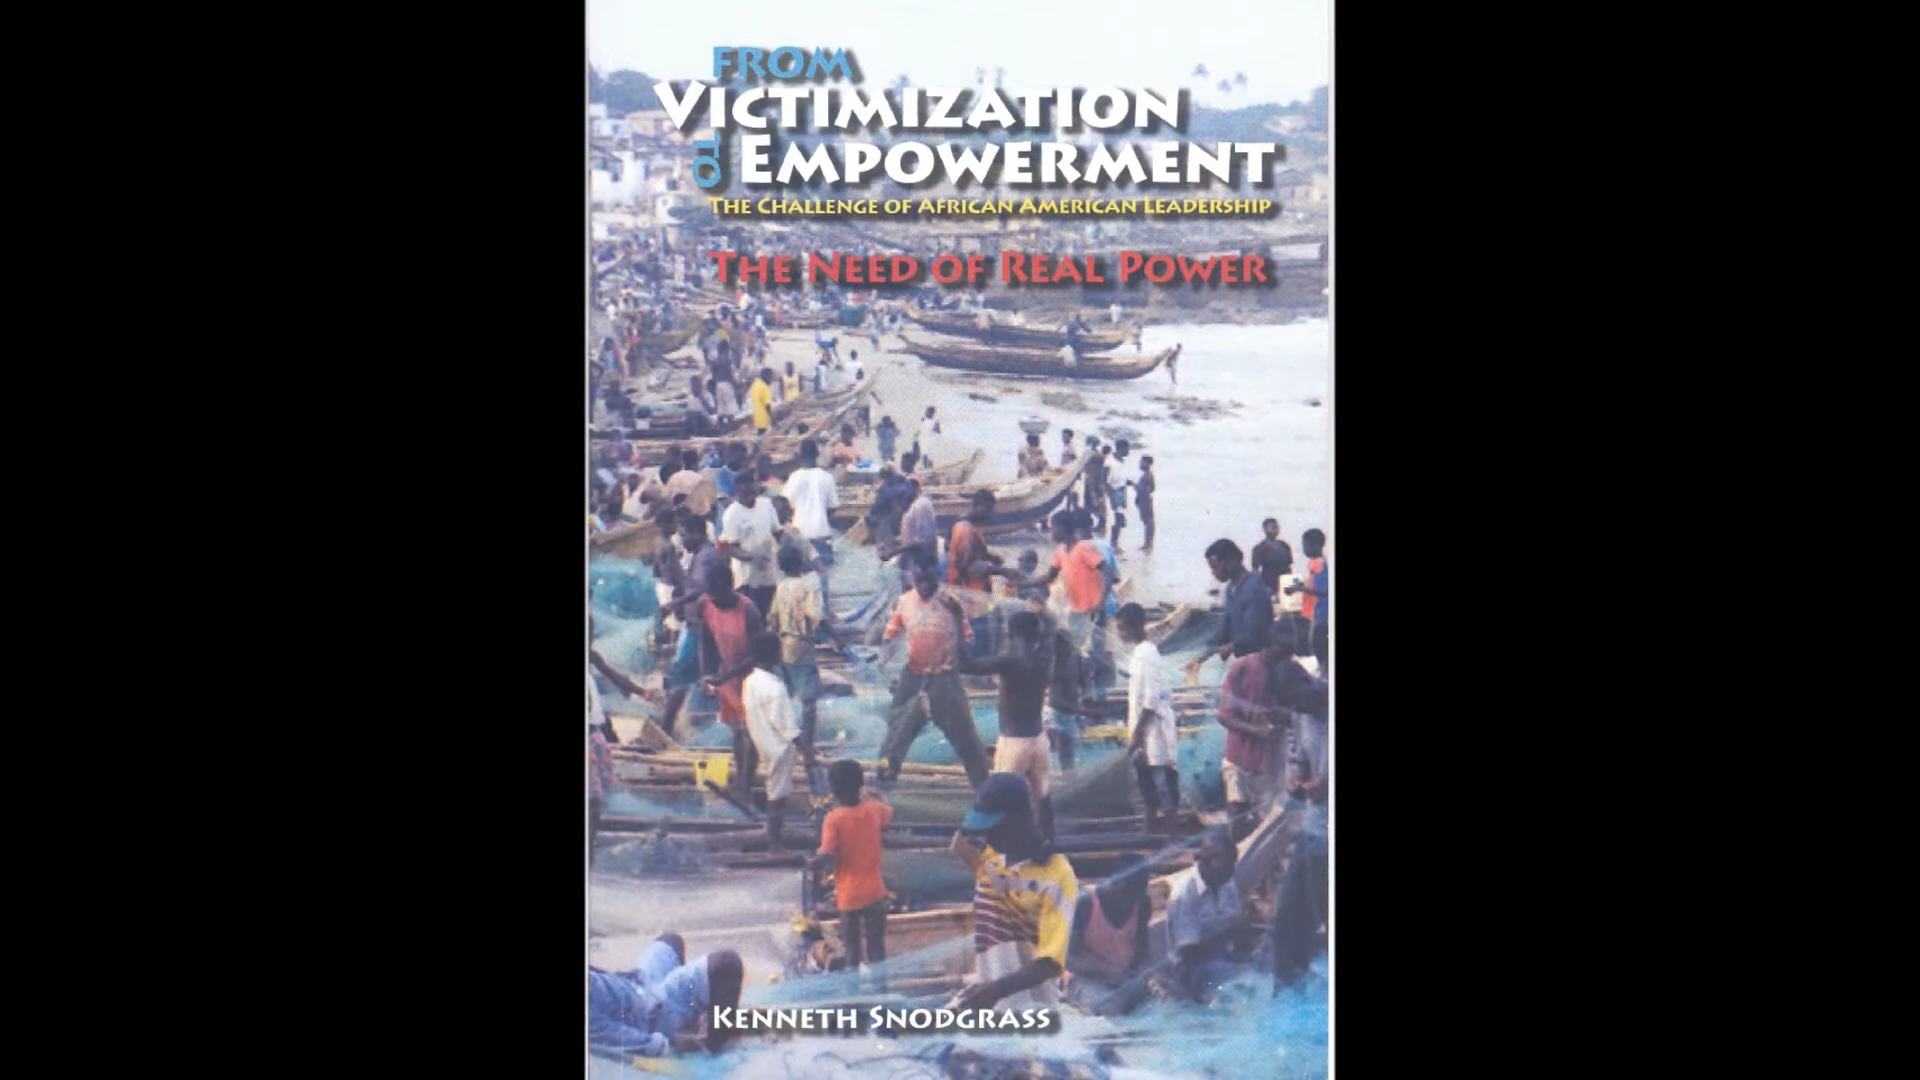 FROM
VICTIMIZATION
TO EMPOWERMENT
THE CHALLENGE OF AFRICAN AMERICAN LEADERSHIP
THE NEED OF REAL POWER
KENNETH SNODGRASS